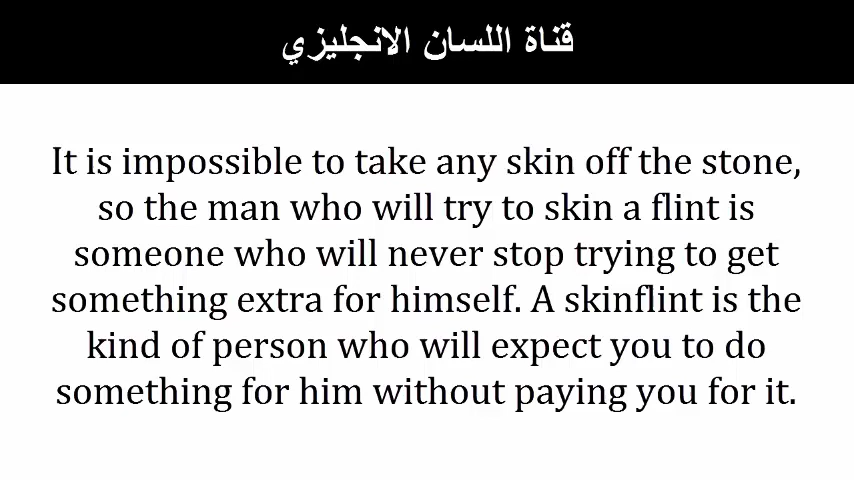 قناة اللسان الانجليزي
It is impossible to take any skin off the stone,
so the man who will try to skin a flint is
someone who will never stop trying to get
something extra for himself. A skinflint is the
kind of person who will expect you to do
something for him without paying you for it.